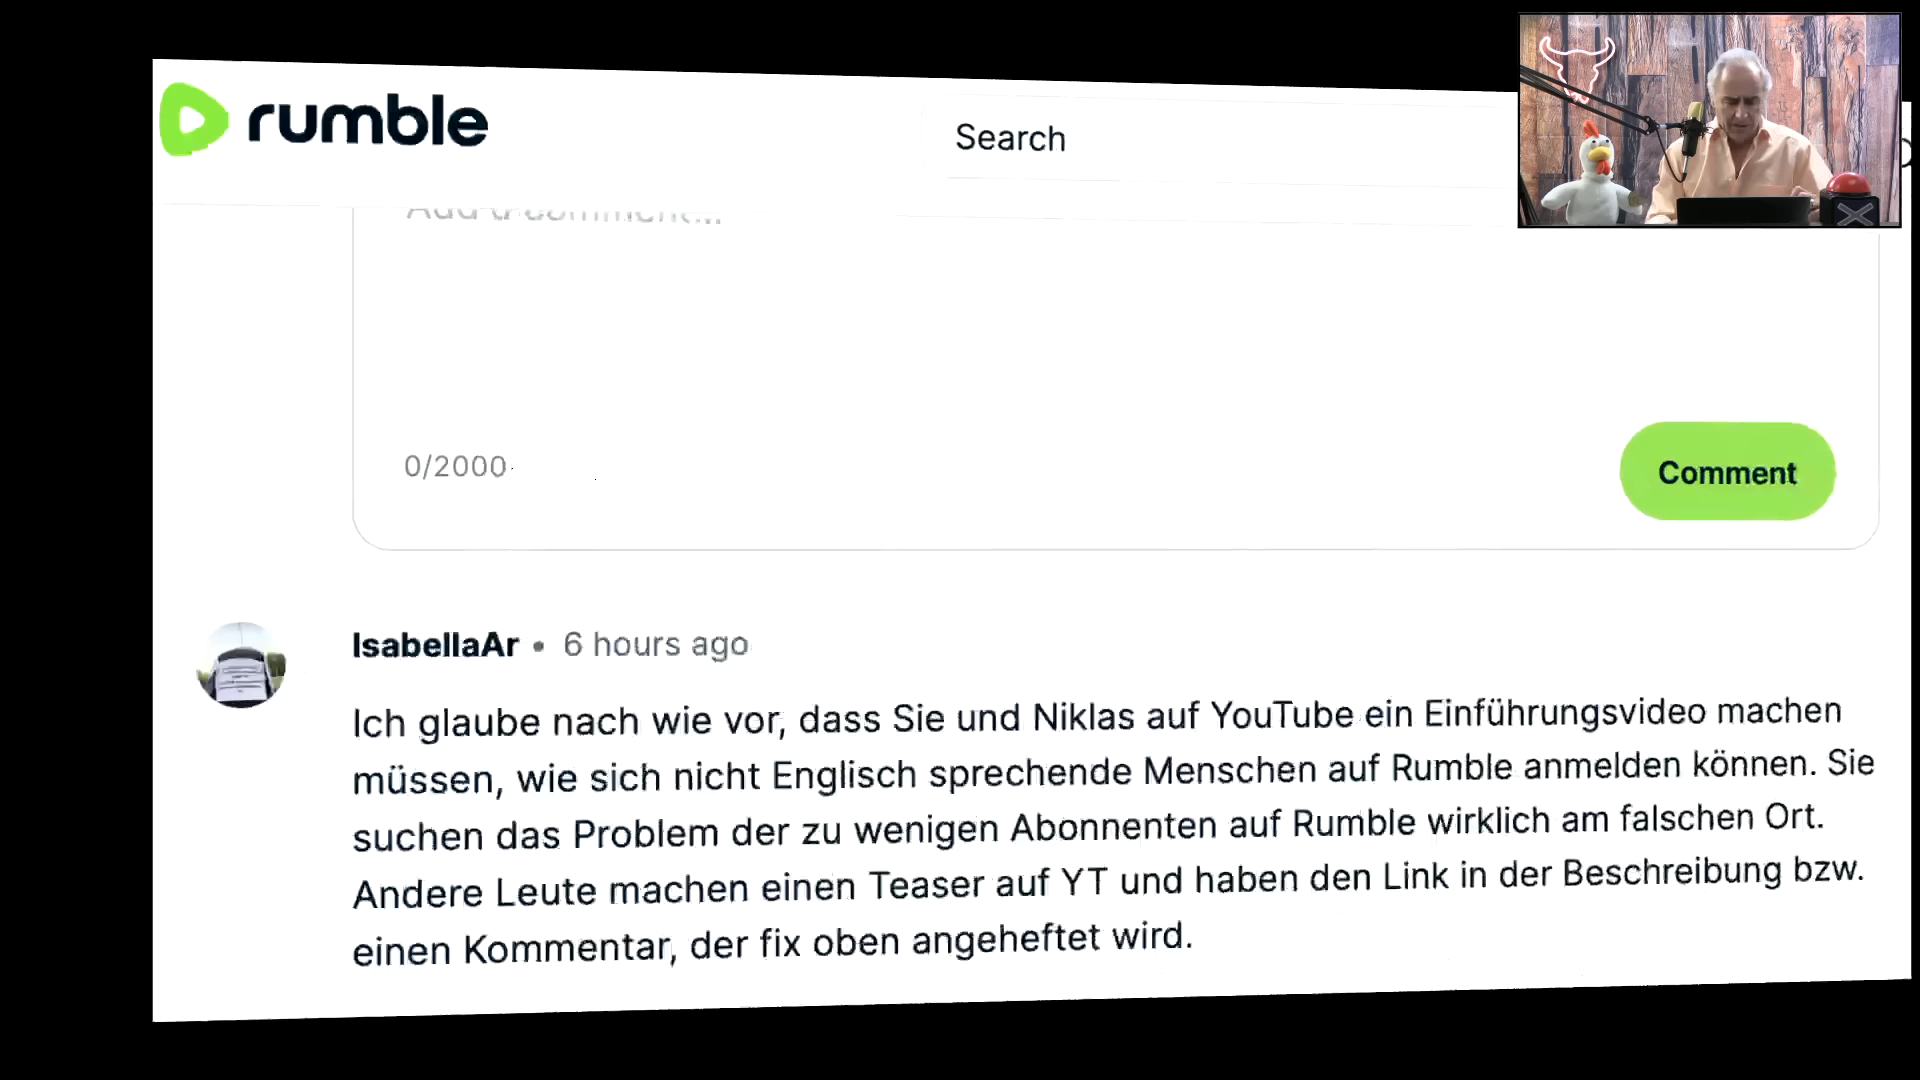 rumble
Search
Add a comment...
0/2000
Comment
IsabellaAr • 6 hours ago
Ich glaube nach wie vor, dass Sie und Niklas auf YouTube ein Einführungsvideo machen
müssen, wie sich nicht Englisch sprechende Menschen auf Rumble anmelden können. Sie
suchen das Problem der zu wenigen Abonnenten auf Rumble wirklich am falschen Ort.
Andere Leute machen einen Teaser auf YT und haben den Link in der Beschreibung bzw.
einen Kommentar, der fix oben angeheftet wird.